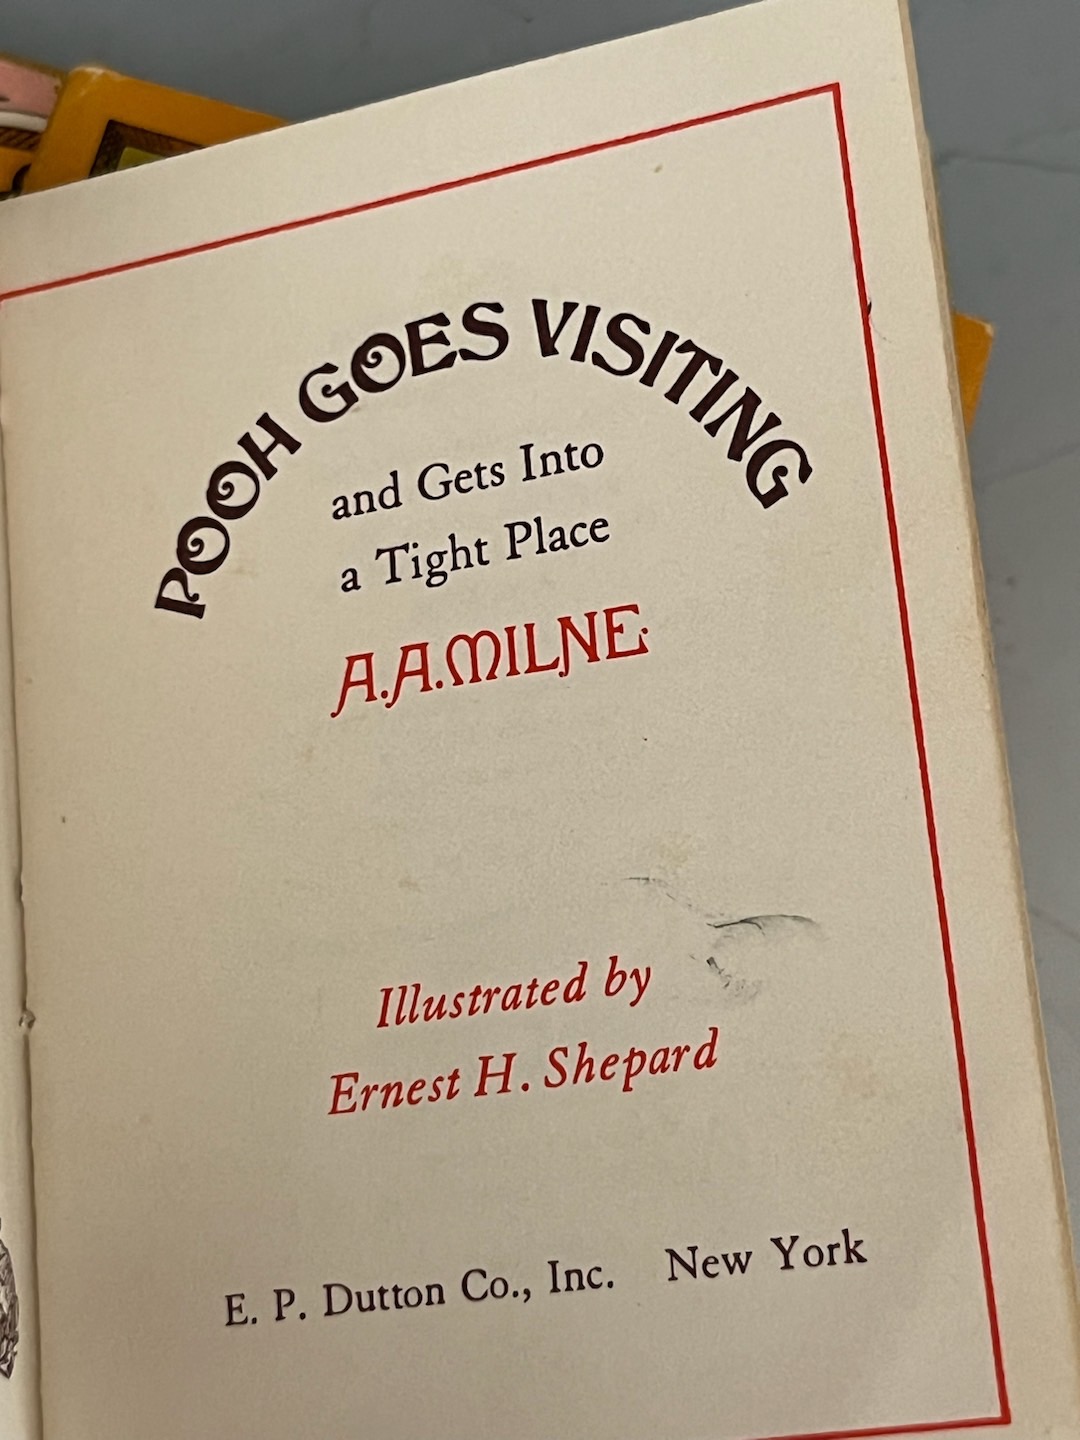 POOH GOES VISITING
and Gets Into
a Tight Place
A.A.MILNE
Illustrated by
Ernest H. Shepard
E. P. Dutton Co., Inc. New York